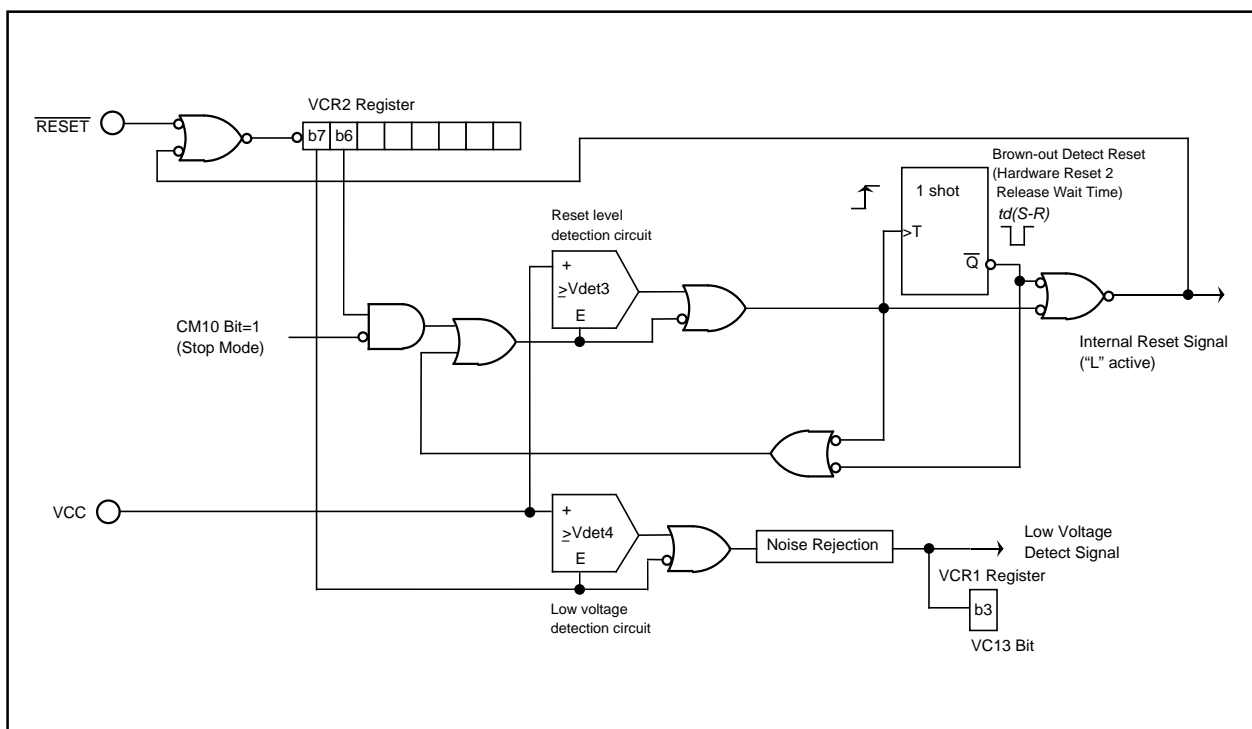 VCR2 Register
RESET
b7 b6
Brown-out Detect Reset
(Hardware Reset 2
Release Wait Time)
td(S-R)
1 shot
>T
Q
Reset level
detection circuit
+
≥Vdet3
E
CM10 Bit=1
(Stop Mode)
Internal Reset Signal
(“L” active)
VCC
+
≥Vdet4
E
Noise Rejection
Low Voltage
Detect Signal
VCR1 Register
b3
VC13 Bit
Low voltage
detection circuit